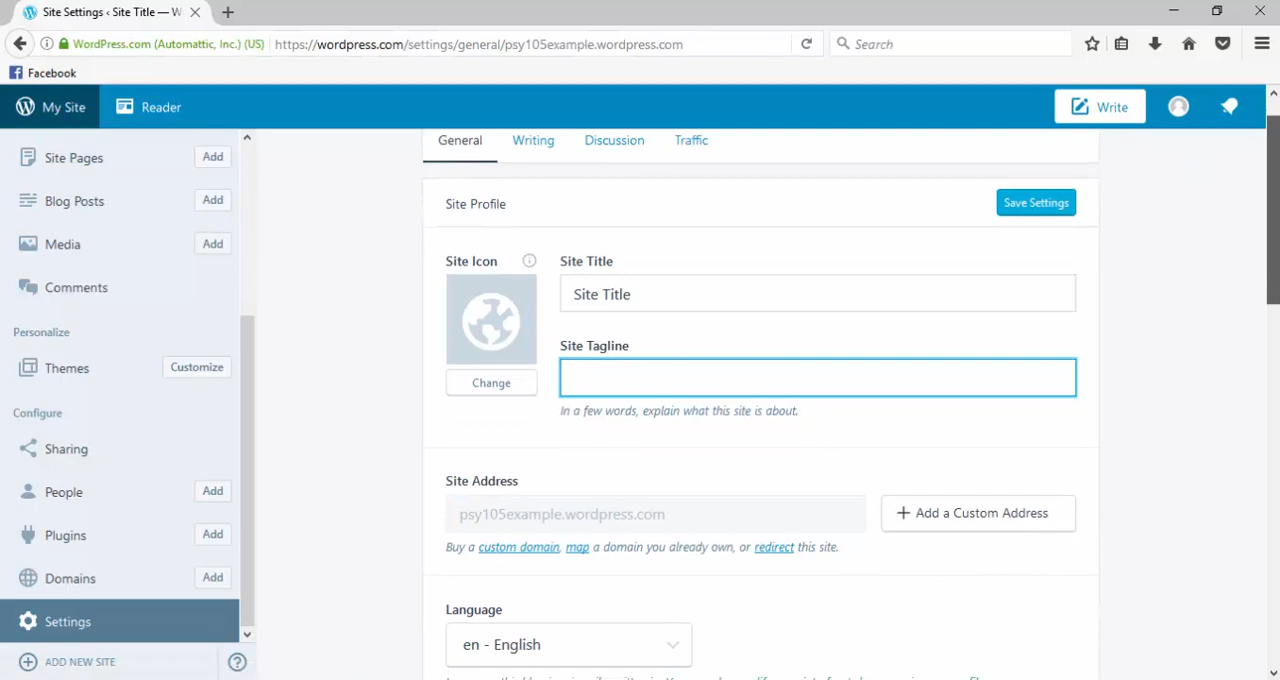 Site Settings ‹ Site Title — W
WordPress.com (Automattic, Inc.) (US)
https://wordpress.com/settings/general/psy105example.wordpress.com
Search
Facebook
My Site
Reader
Write
Site Pages
Add
Blog Posts
Add
Media
Add
Comments
Personalize
Themes
Customize
Configure
Sharing
People
Add
Plugins
Add
Domains
Add
Settings
ADD NEW SITE
General
Writing
Discussion
Traffic
Site Profile
Save Settings
Site Icon
Change
Site Title
Site Title
Site Tagline
In a few words, explain what this site is about.
Site Address
psy105example.wordpress.com
Add a Custom Address
Buy a custom domain, map a domain you already own, or redirect this site.
Language
en - English